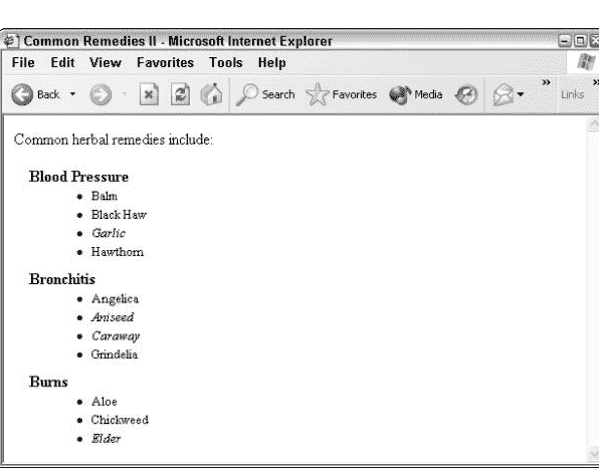 Common Remedies II - Microsoft Internet Explorer
File Edit View Favorites Tools Help
Back Search Favorites Media » Links »
Common herbal remedies include:
Blood Pressure
• Balm
• Black Haw
• Garlic
• Hawthorn
Bronchitis
• Angelica
• Aniseed
• Caraway
• Grindelia
Burns
• Aloe
• Chickweed
• Elder